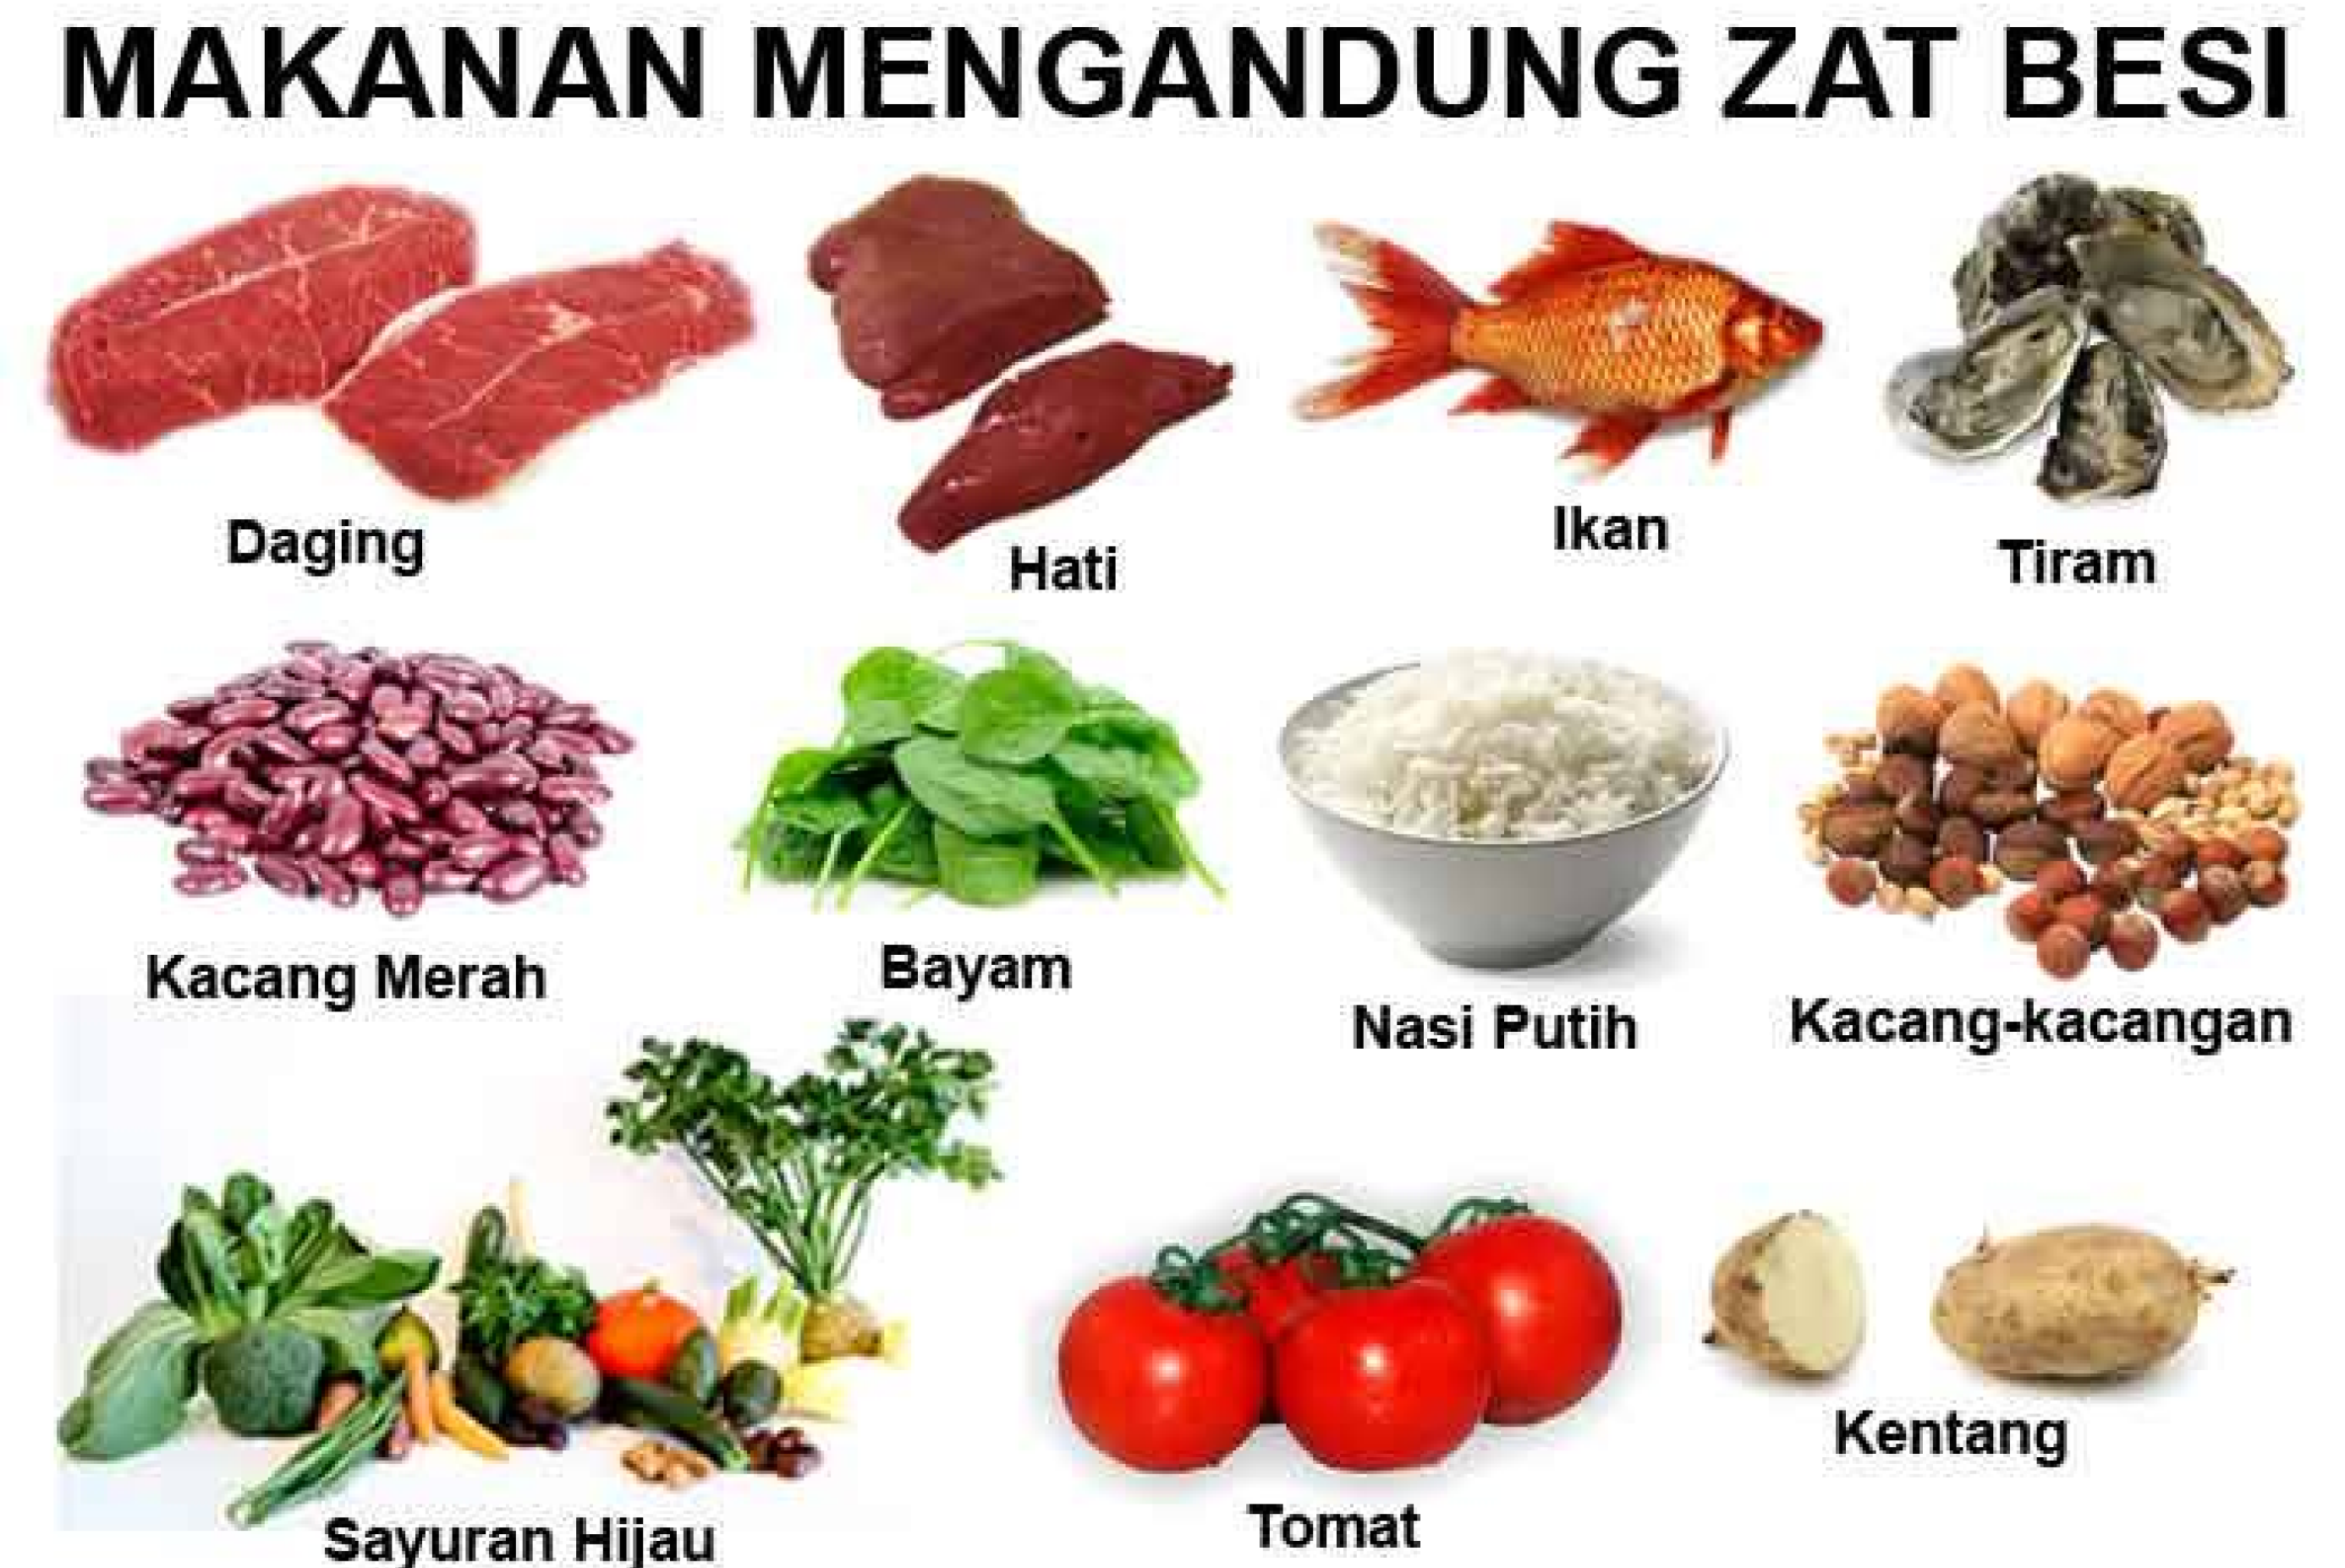 MAKANAN MENGANDUNG ZAT BESI
Daging
Hati
Ikan
Tiram
Kacang Merah
Bayam
Nasi Putih
Kacang-kacangan
Sayuran Hijau
Tomat
Kentang